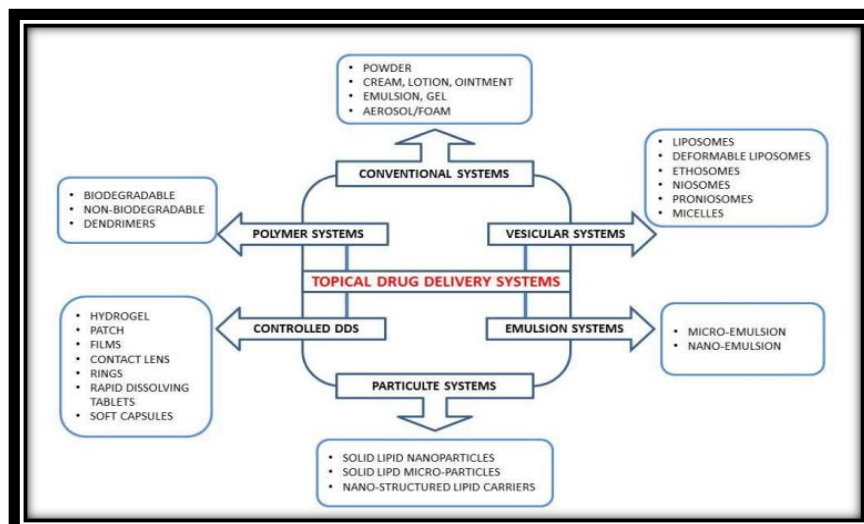 • POWDER
• CREAM, LOTION, OINTMENT
• EMULSION, GEL
• AEROSOL/FOAM
CONVENTIONAL SYSTEMS
• LIPOSOMES
• DEFORMABLE LIPOSOMES
• ETHOSOMES
• NIOSOMES
• PRONIOSOMES
• MICELLES
• BIODEGRADABLE
• NON-BIODEGRADABLE
• DENDRIMERS
POLYMER SYSTEMS
VESICULAR SYSTEMS
TOPICAL DRUG DELIVERY SYSTEMS
• HYDROGEL
• PATCH
• FILMS
• CONTACT LENS
• RINGS
• RAPID DISSOLVING
TABLETS
• SOFT CAPSULES
CONTROLLED DDS
EMULSION SYSTEMS
• MICRO-EMULSION
• NANO-EMULSION
PARTICULTE SYSTEMS
• SOLID LIPID NANOPARTICLES
• SOLID LIPD MICRO-PARTICLES
• NANO-STRUCTURED LIPID CARRIERS